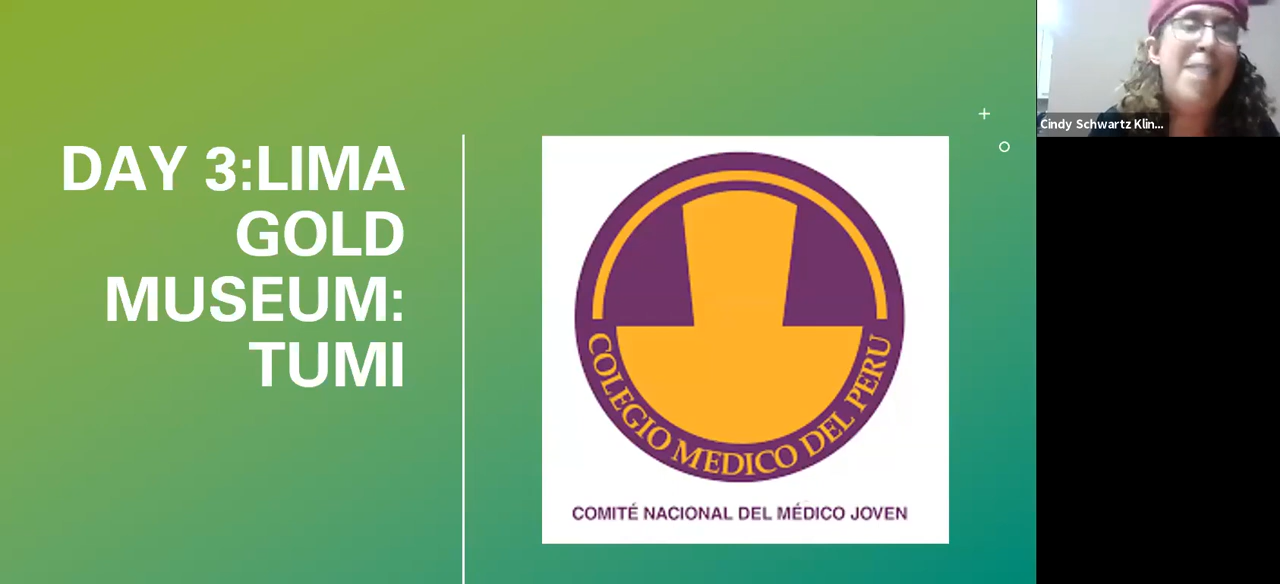 DAY 3:LIMA
GOLD
MUSEUM:
TUMI
COLEGIO MEDICO DEL PERU
COMITÉ NACIONAL DEL MÉDICO JOVEN
Cindy Schwartz Klin...